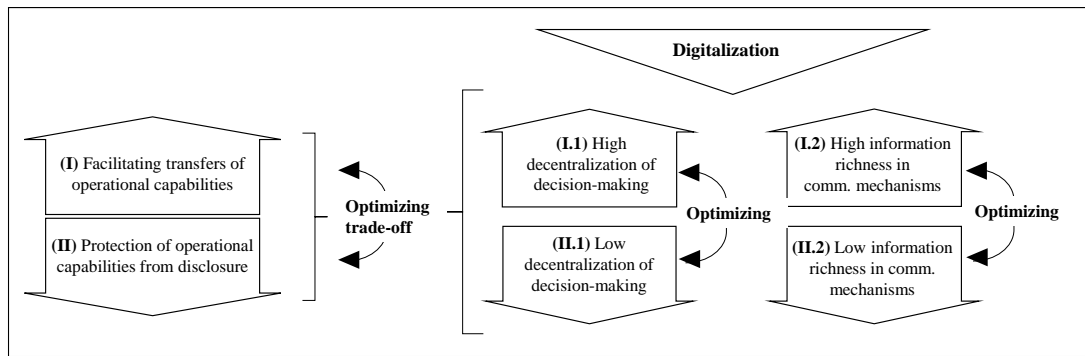 Digitalization
(I) Facilitating transfers of
operational capabilities
(II) Protection of operational
capabilities from disclosure
Optimizing
trade-off
(I.1) High
decentralization of
decision-making
(II.1) Low
decentralization of
decision-making
Optimizing
(I.2) High information
richness in
comm. mechanisms
(II.2) Low information
richness in comm.
mechanisms
Optimizing